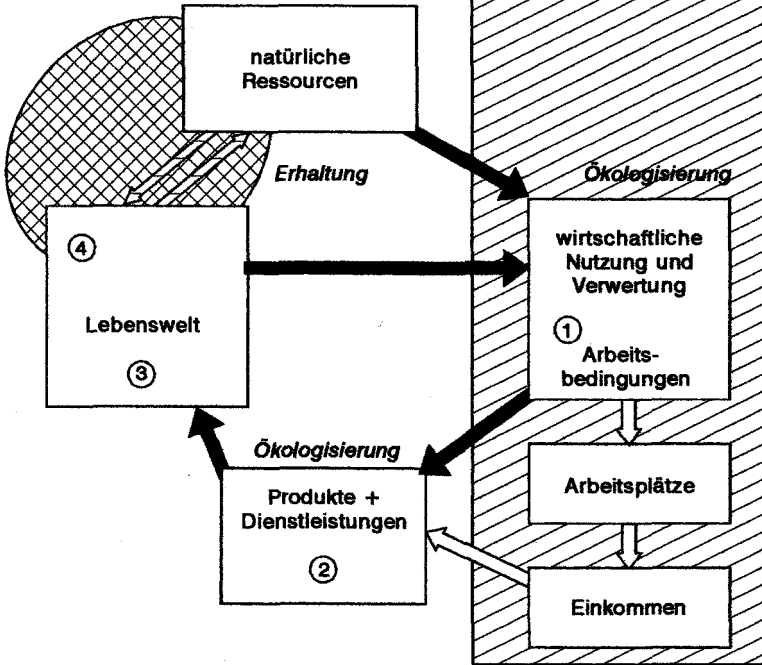 natürliche
Ressourcen
Erhaltung
Ökologisierung
④
Lebenswelt
③
wirtschaftliche
Nutzung und
Verwertung
①
Arbeits-
bedingungen
Ökologisierung
Produkte +
Dienstleistungen
②
Arbeitsplätze
Einkommen